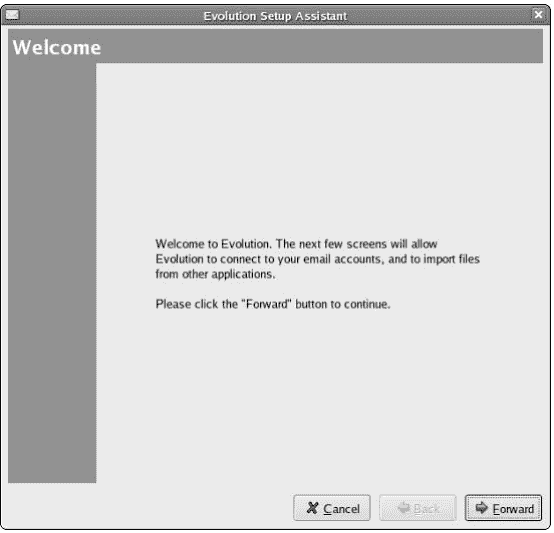 Evolution Setup Assistant
Welcome
Welcome to Evolution. The next few screens will allow
Evolution to connect to your email accounts, and to import files
from other applications.
Please click the "Forward" button to continue.
Cancel
Back
Forward